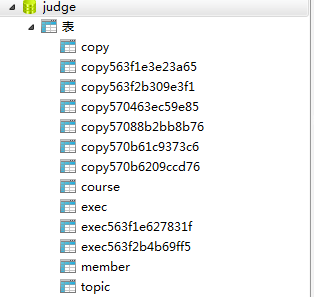 judge
表
copy
copy563f1e3e23a65
copy563f2b309e3f1
copy570463ec59e85
copy57088b2bb8b76
copy570b61c9373c6
copy570b6209ccd76
course
exec
exec563f1e627831f
exec563f2b4b69ff5
member
topic